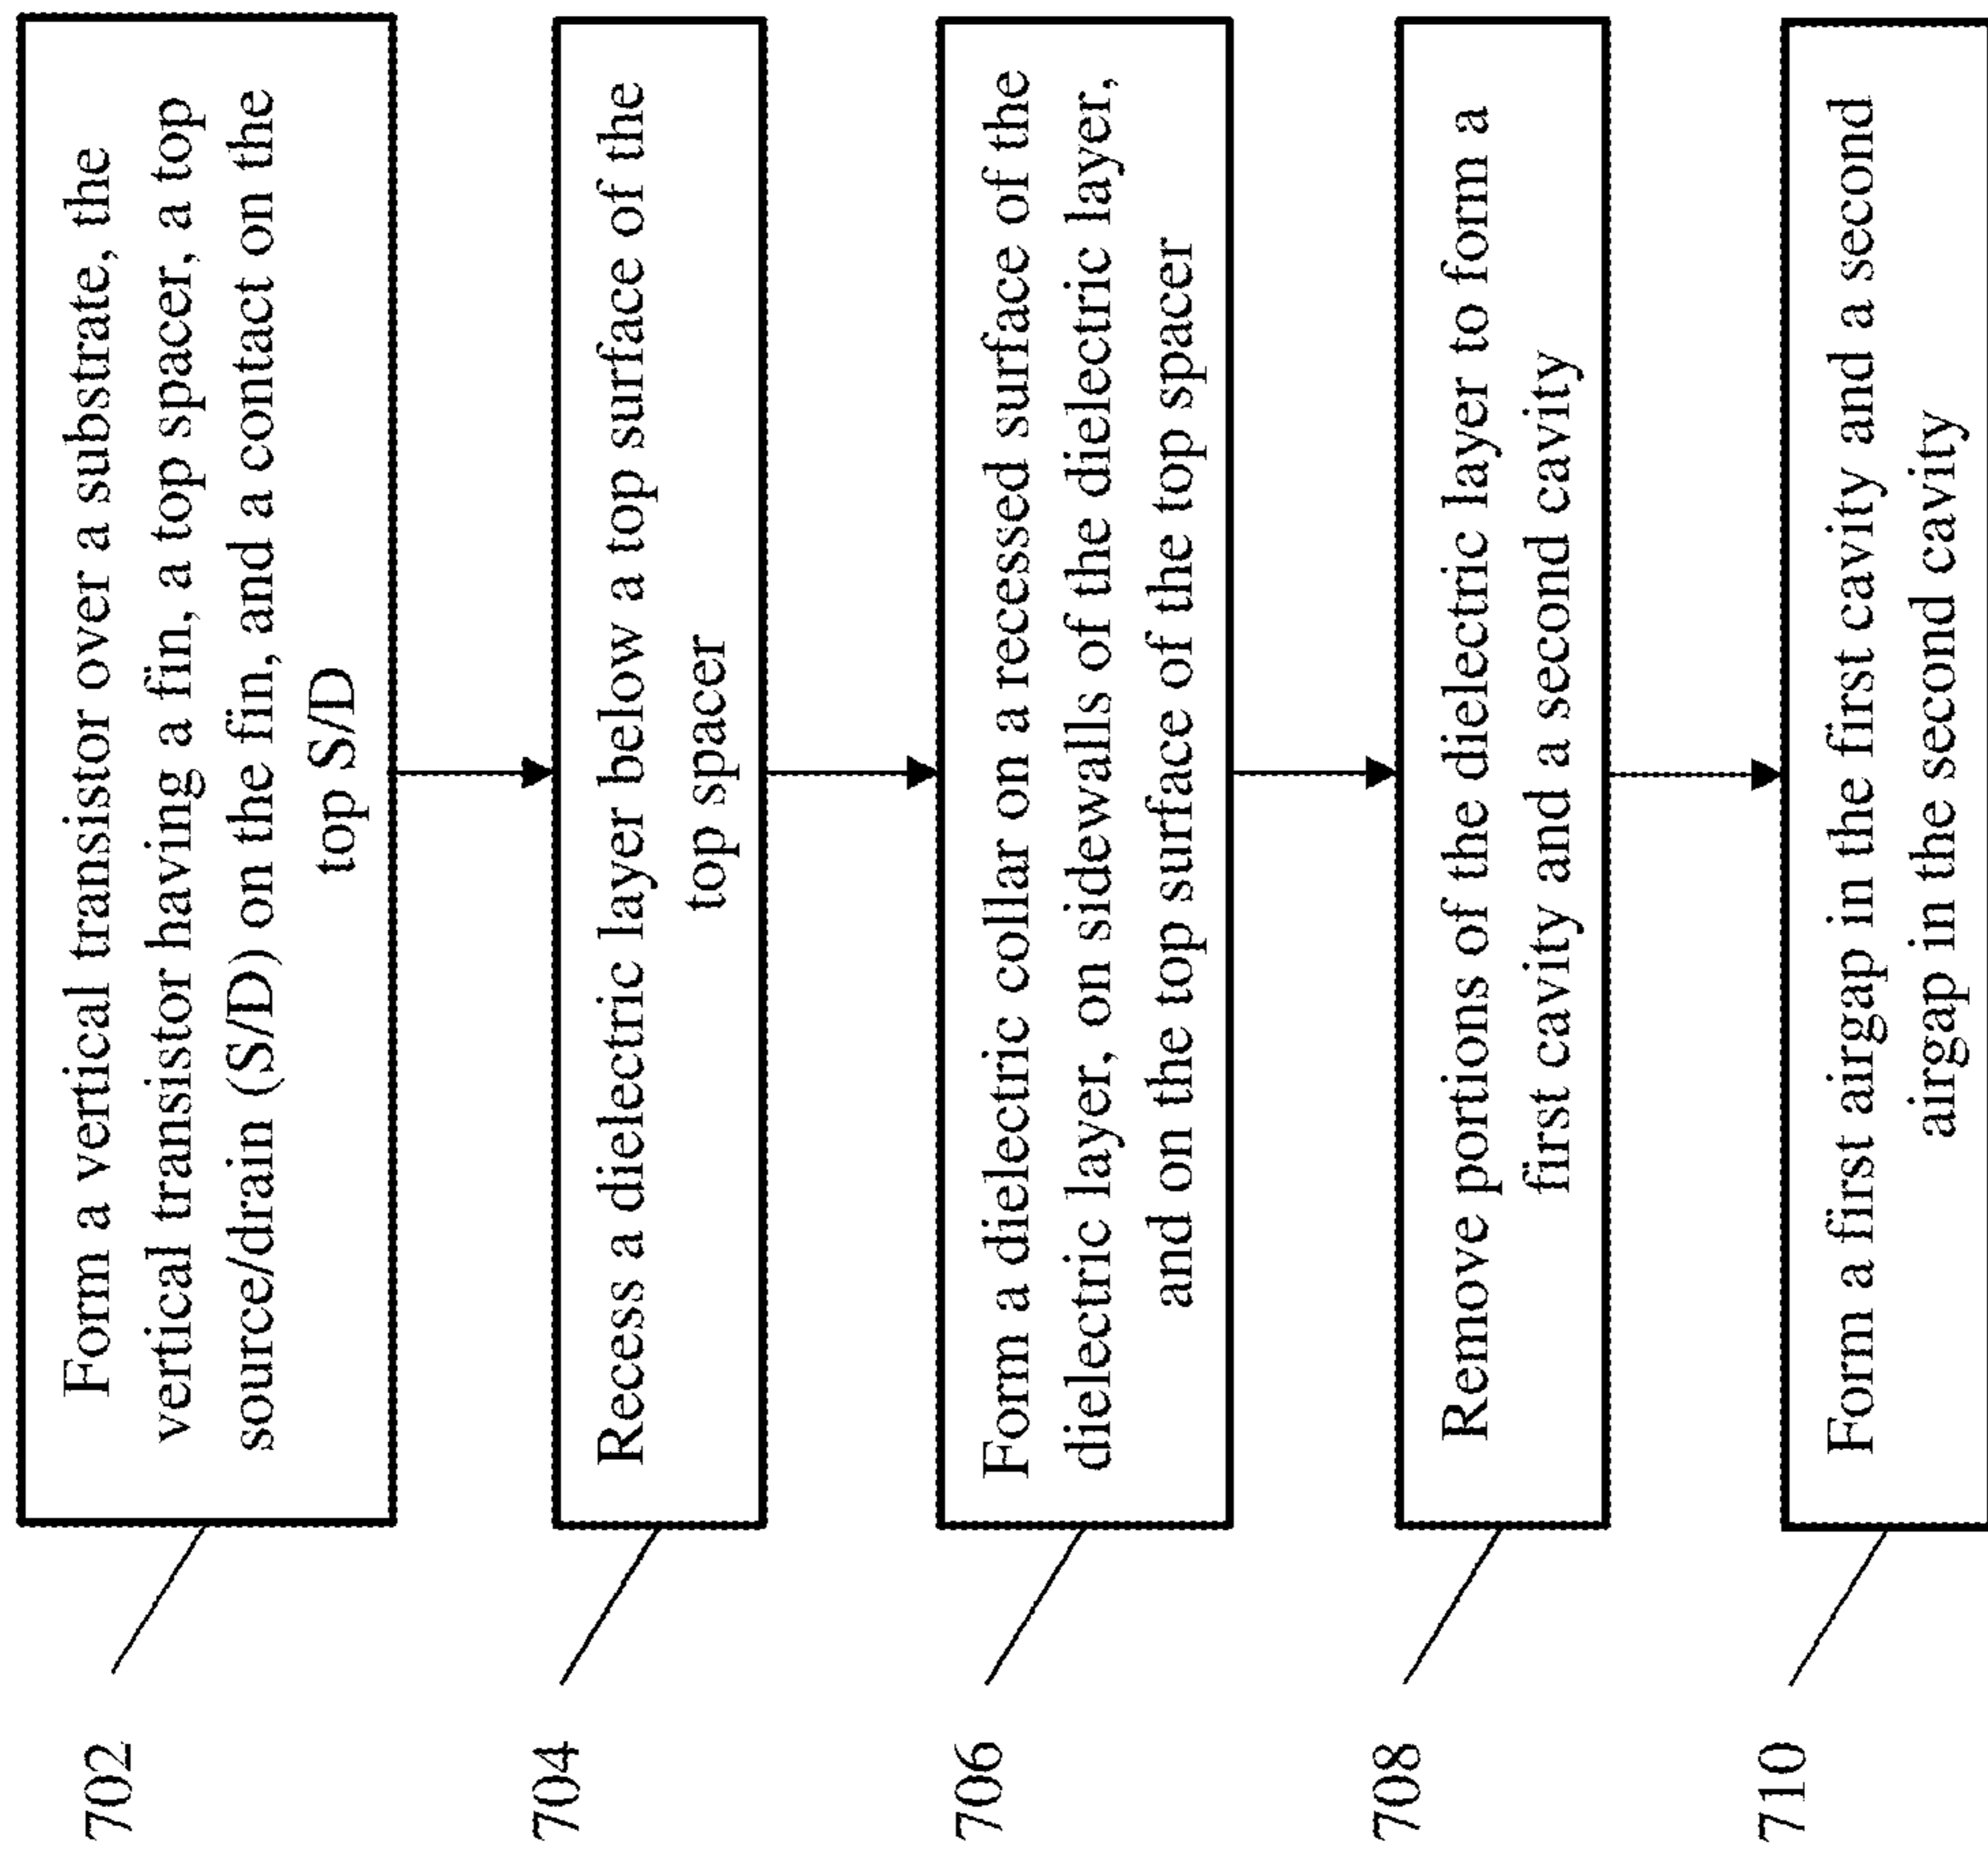 702
Form a vertical transistor over a substrate, the
vertical transistor having a fin, a top spacer, a top
source/drain (S/D) on the fin, and a contact on the
top S/D
704
Recess a dielectric layer below a top surface of the
top spacer
706
Form a dielectric collar on a recessed surface of the
dielectric layer, on sidewalls of the dielectric layer,
and on the top surface of the top spacer
708
Remove portions of the dielectric layer to form a
first cavity and a second cavity
710
Form a first airgap in the first cavity and a second
airgap in the second cavity